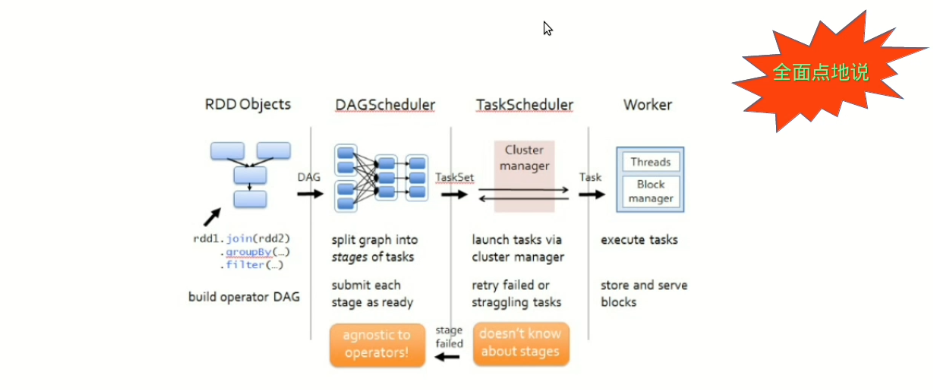 全面点地说
RDD Objects
DAGScheduler
TaskScheduler
Worker
Cluster
manager
Threads
Block
manager
DAG
TaskSet
Task
rdd1.join(rdd2)
.groupBy(…)
.filter(…)
build operator DAG
split graph into
stages of tasks
submit each
stage as ready
launch tasks via
cluster manager
retry failed or
straggling tasks
execute tasks
store and serve
blocks
agnostic to
operators!
stage
failed
doesn't know
about stages